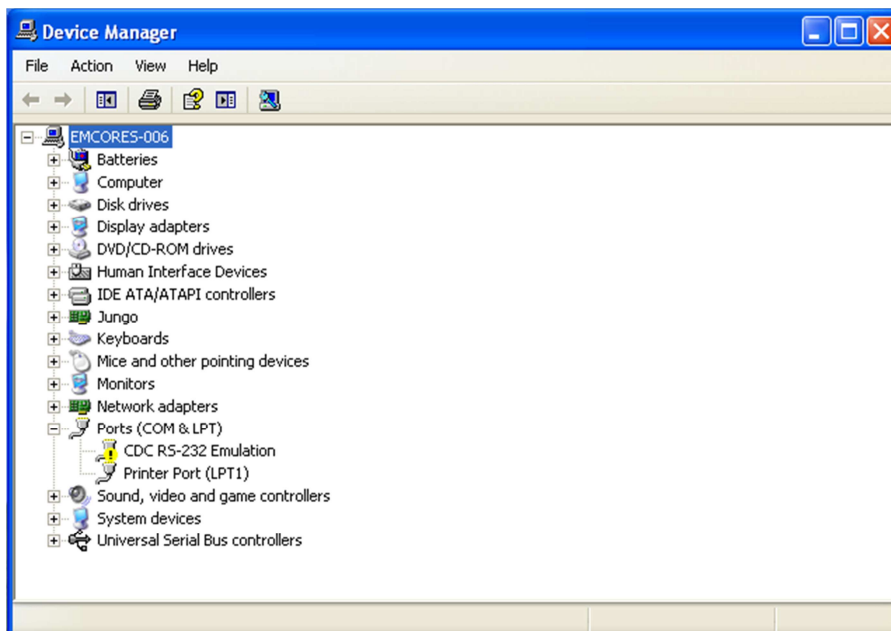 Device Manager
File Action View Help
EMCORES-006
Batteries
Computer
Disk drives
Display adapters
DVD/CD-ROM drives
Human Interface Devices
IDE ATA/ATAPI controllers
Jungo
Keyboards
Mice and other pointing devices
Monitors
Network adapters
Ports (COM & LPT)
CDC RS-232 Emulation
Printer Port (LPT1)
Sound, video and game controllers
System devices
Universal Serial Bus controllers